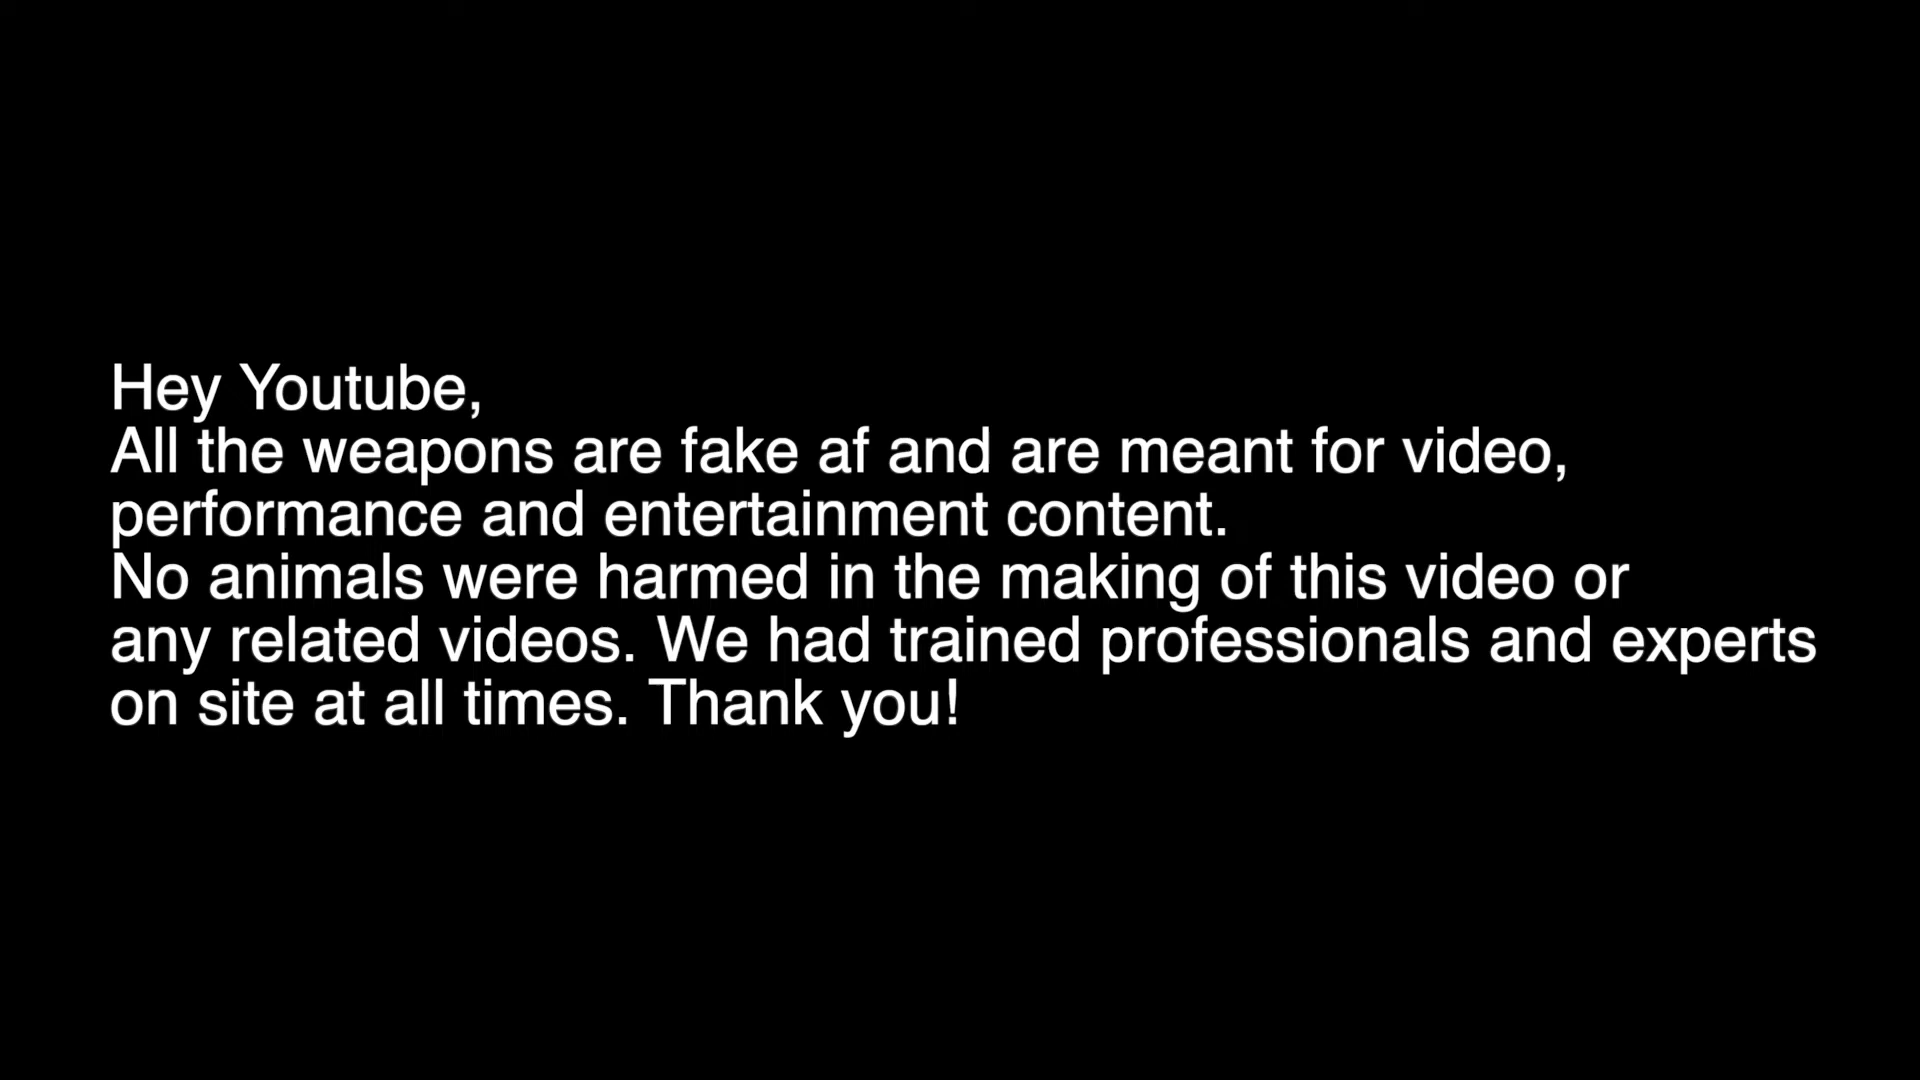 Hey Youtube,
All the weapons are fake af and are meant for video,
performance and entertainment content.
No animals were harmed in the making of this video or
any related videos. We had trained professionals and experts
on site at all times. Thank you!